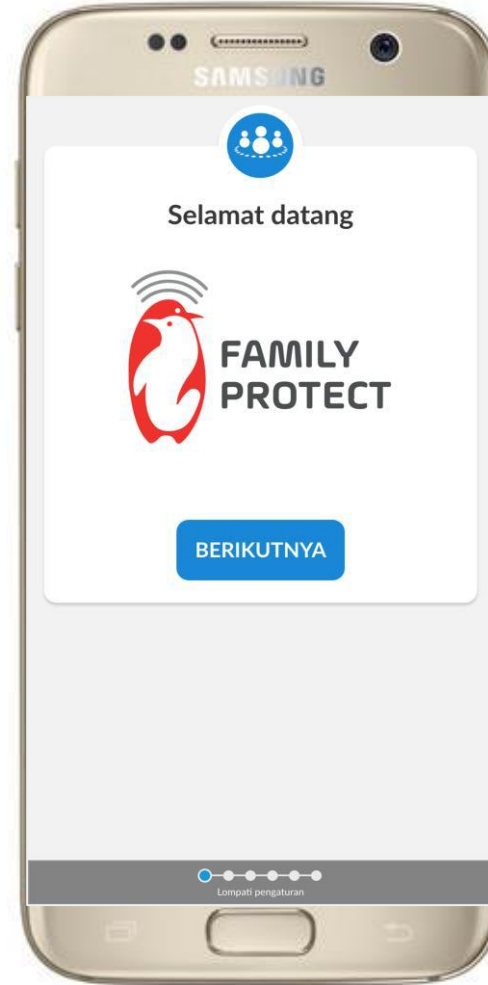 SAMSUNG
Selamat datang
FAMILY
PROTECT
BERIKUTNYA
Lompati pengaturan